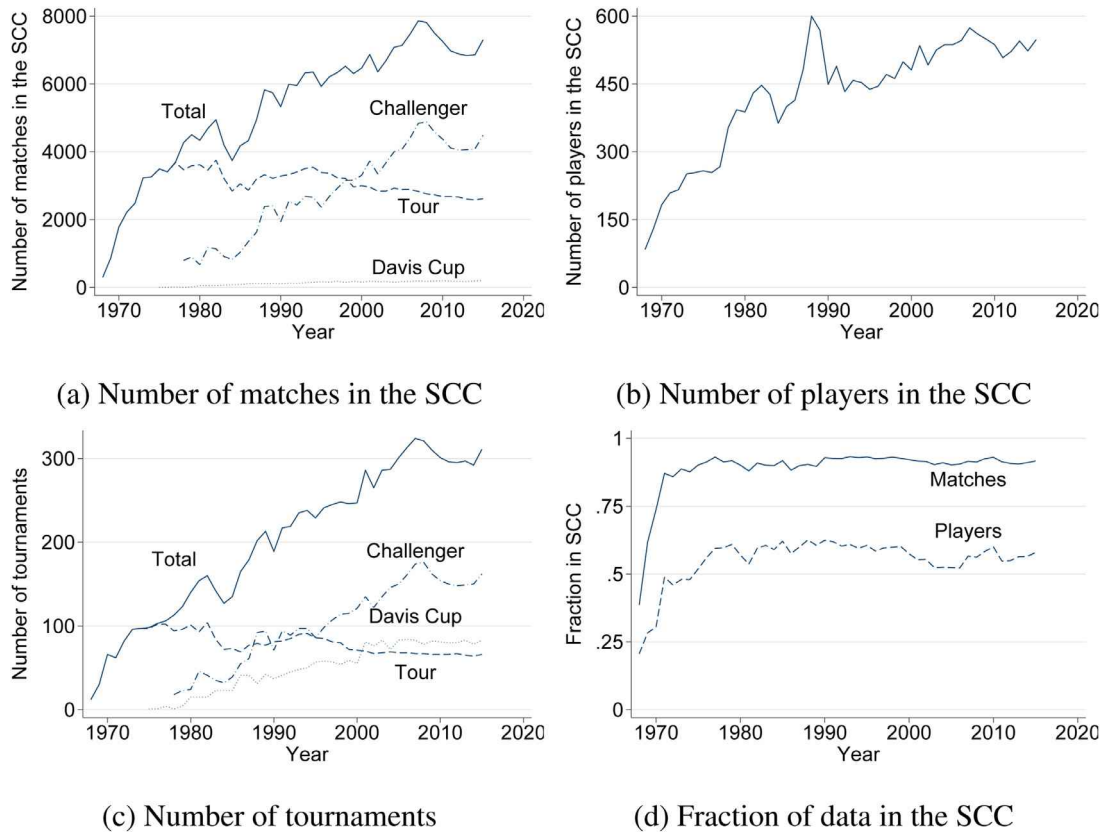 Number of matches in the SCC
8000
6000
4000
2000
0
Total
Challenger
Tour
Davis Cup
1970 1980 1990 2000 2010 2020
Year
(a) Number of matches in the SCC
Number of players in the SCC
600
450
300
150
0
1970 1980 1990 2000 2010 2020
Year
(b) Number of players in the SCC
Number of tournaments
300
200
100
0
Total
Challenger
Davis Cup
Tour
1970 1980 1990 2000 2010 2020
Year
(c) Number of tournaments
Fraction in SCC
1
.75
.5
.25
0
Matches
Players
1970 1980 1990 2000 2010 2020
Year
(d) Fraction of data in the SCC